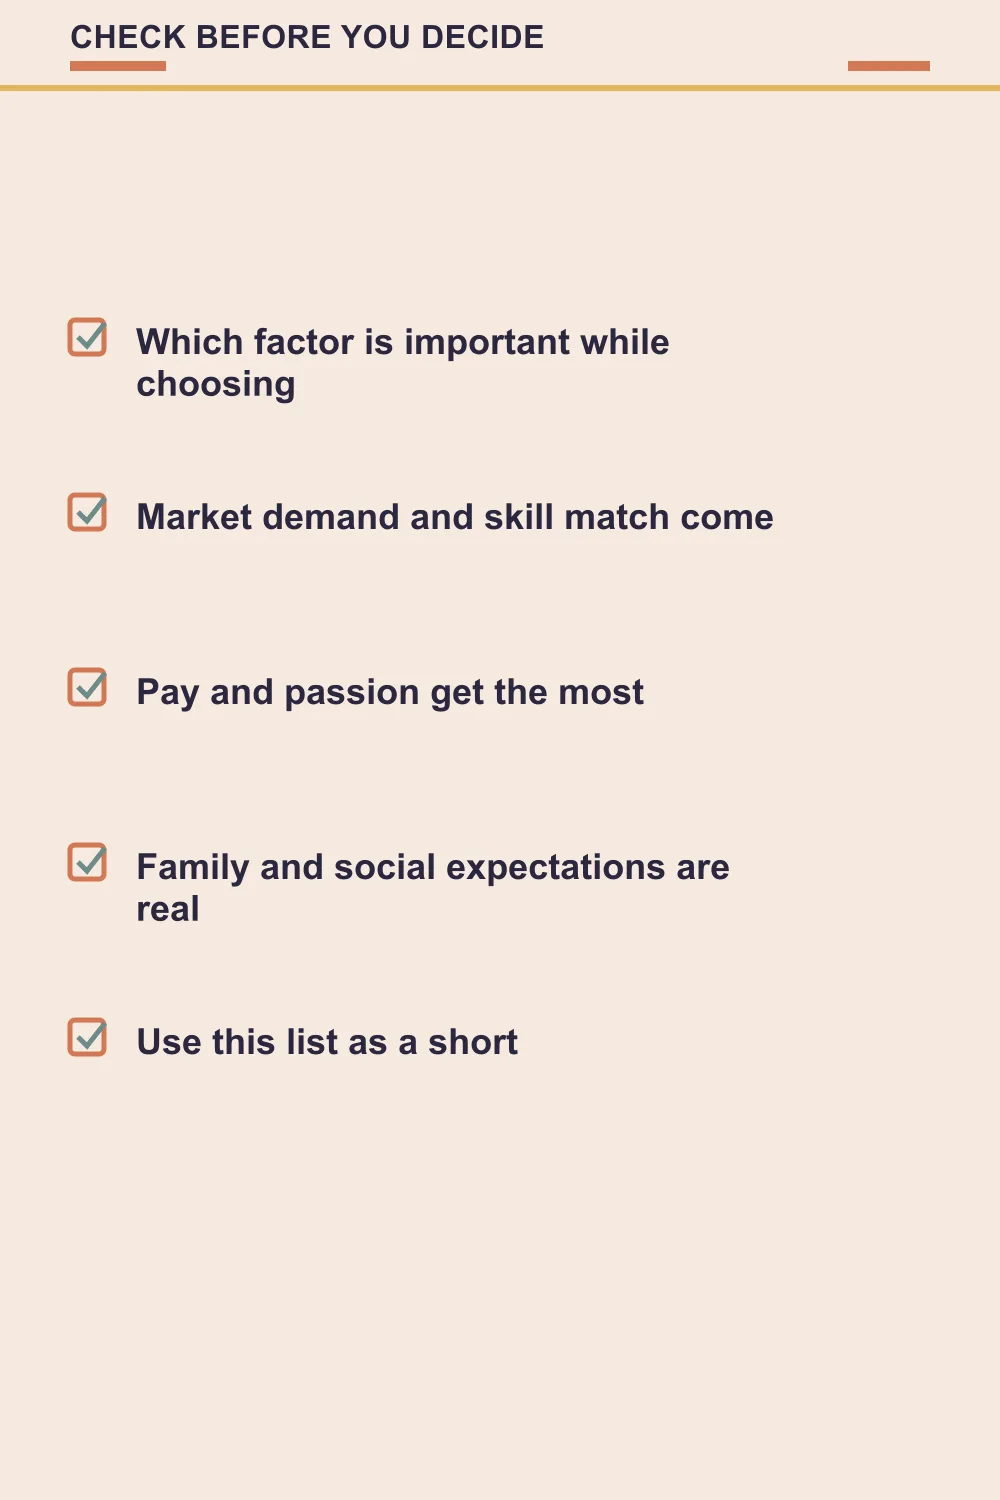 CHECK BEFORE YOU DECIDE
Which factor is important while
choosing
Market demand and skill match come
Pay and passion get the most
Family and social expectations are
real
Use this list as a short